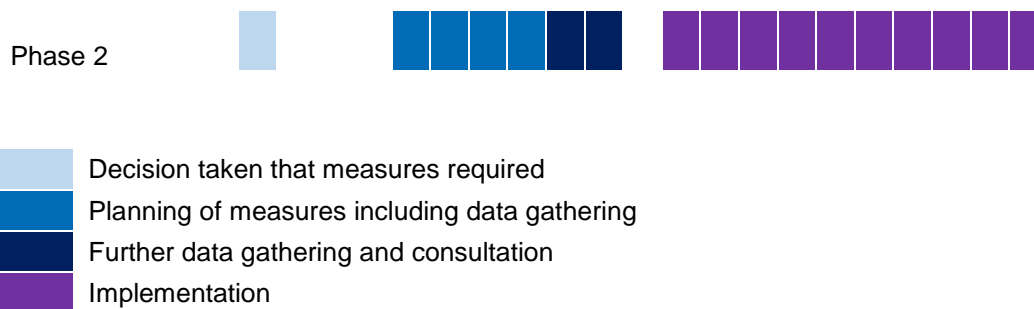 Phase 2
Decision taken that measures required
Planning of measures including data gathering
Further data gathering and consultation
Implementation